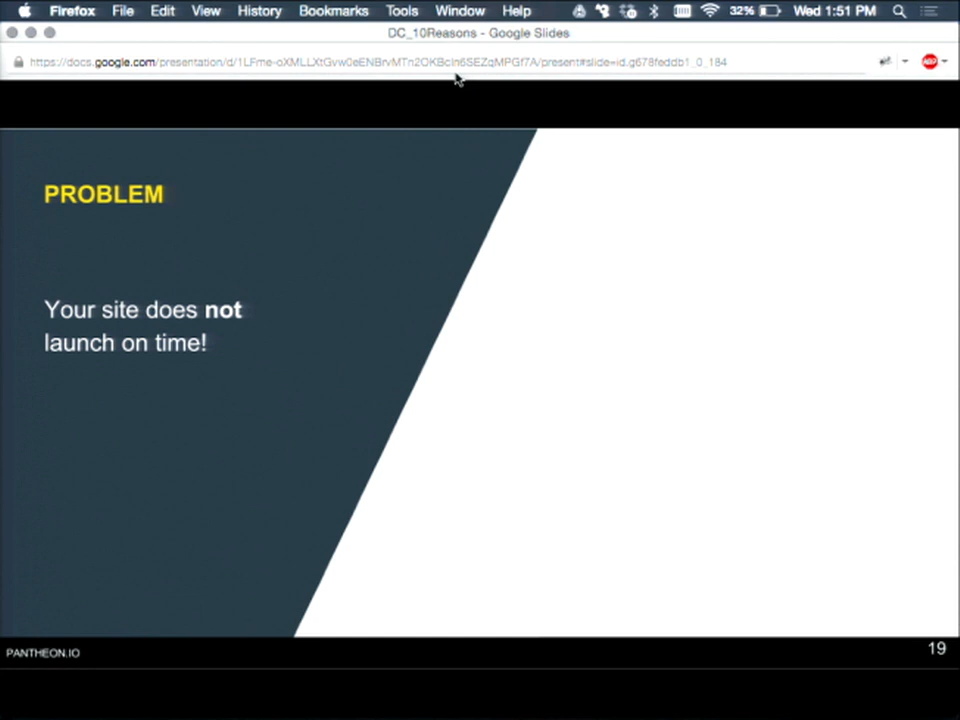 Firefox File Edit View History Bookmarks Tools Window Help 32% Wed 1:51 PM
DC_10Reasons - Google Slides
PROBLEM
Your site does not
launch on time!
PANTHEON.IO
19